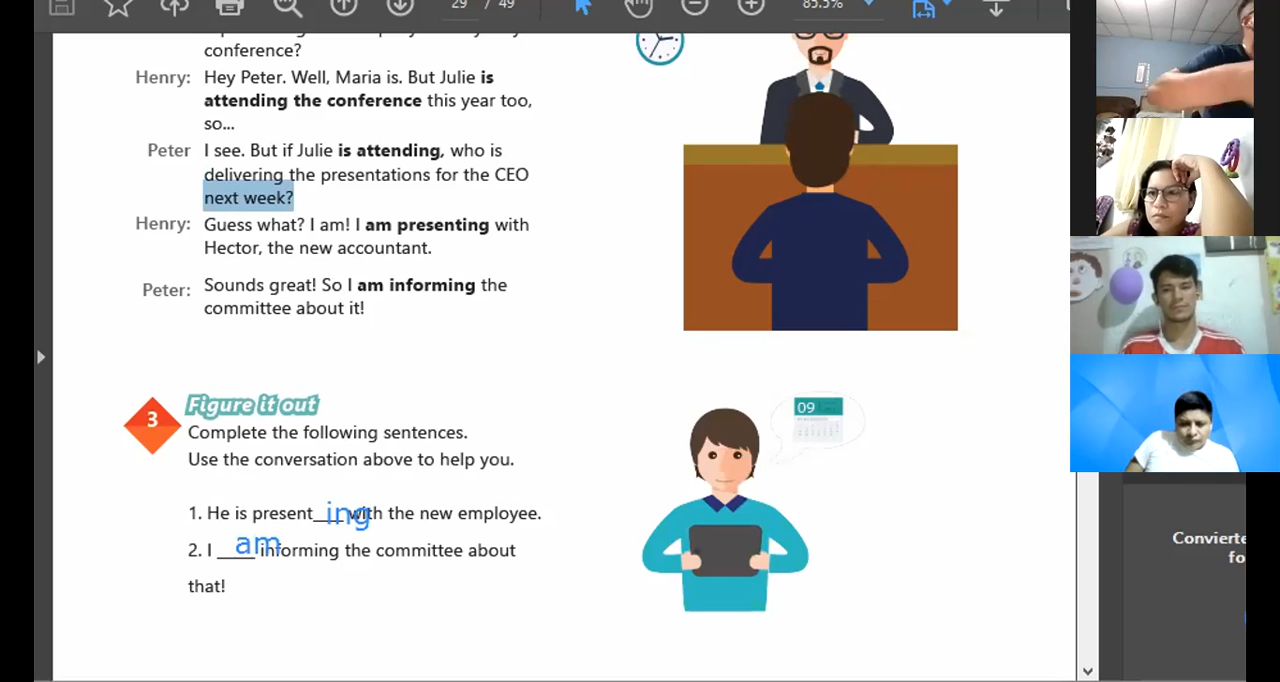 29 / 49
85.5%
conference?
Henry: Hey Peter. Well, Maria is. But Julie is
attending the conference this year too,
so...
Peter I see. But if Julie is attending, who is
delivering the presentations for the CEO
next week?
Henry: Guess what? I am! I am presenting with
Hector, the new accountant.
Peter: Sounds great! So I am informing the
committee about it!
3 Figure it out
Complete the following sentences.
Use the conversation above to help you.
1. He is present___ing with the new employee.
2. I ____am informing the committee about
that!
09
Convierte
fo